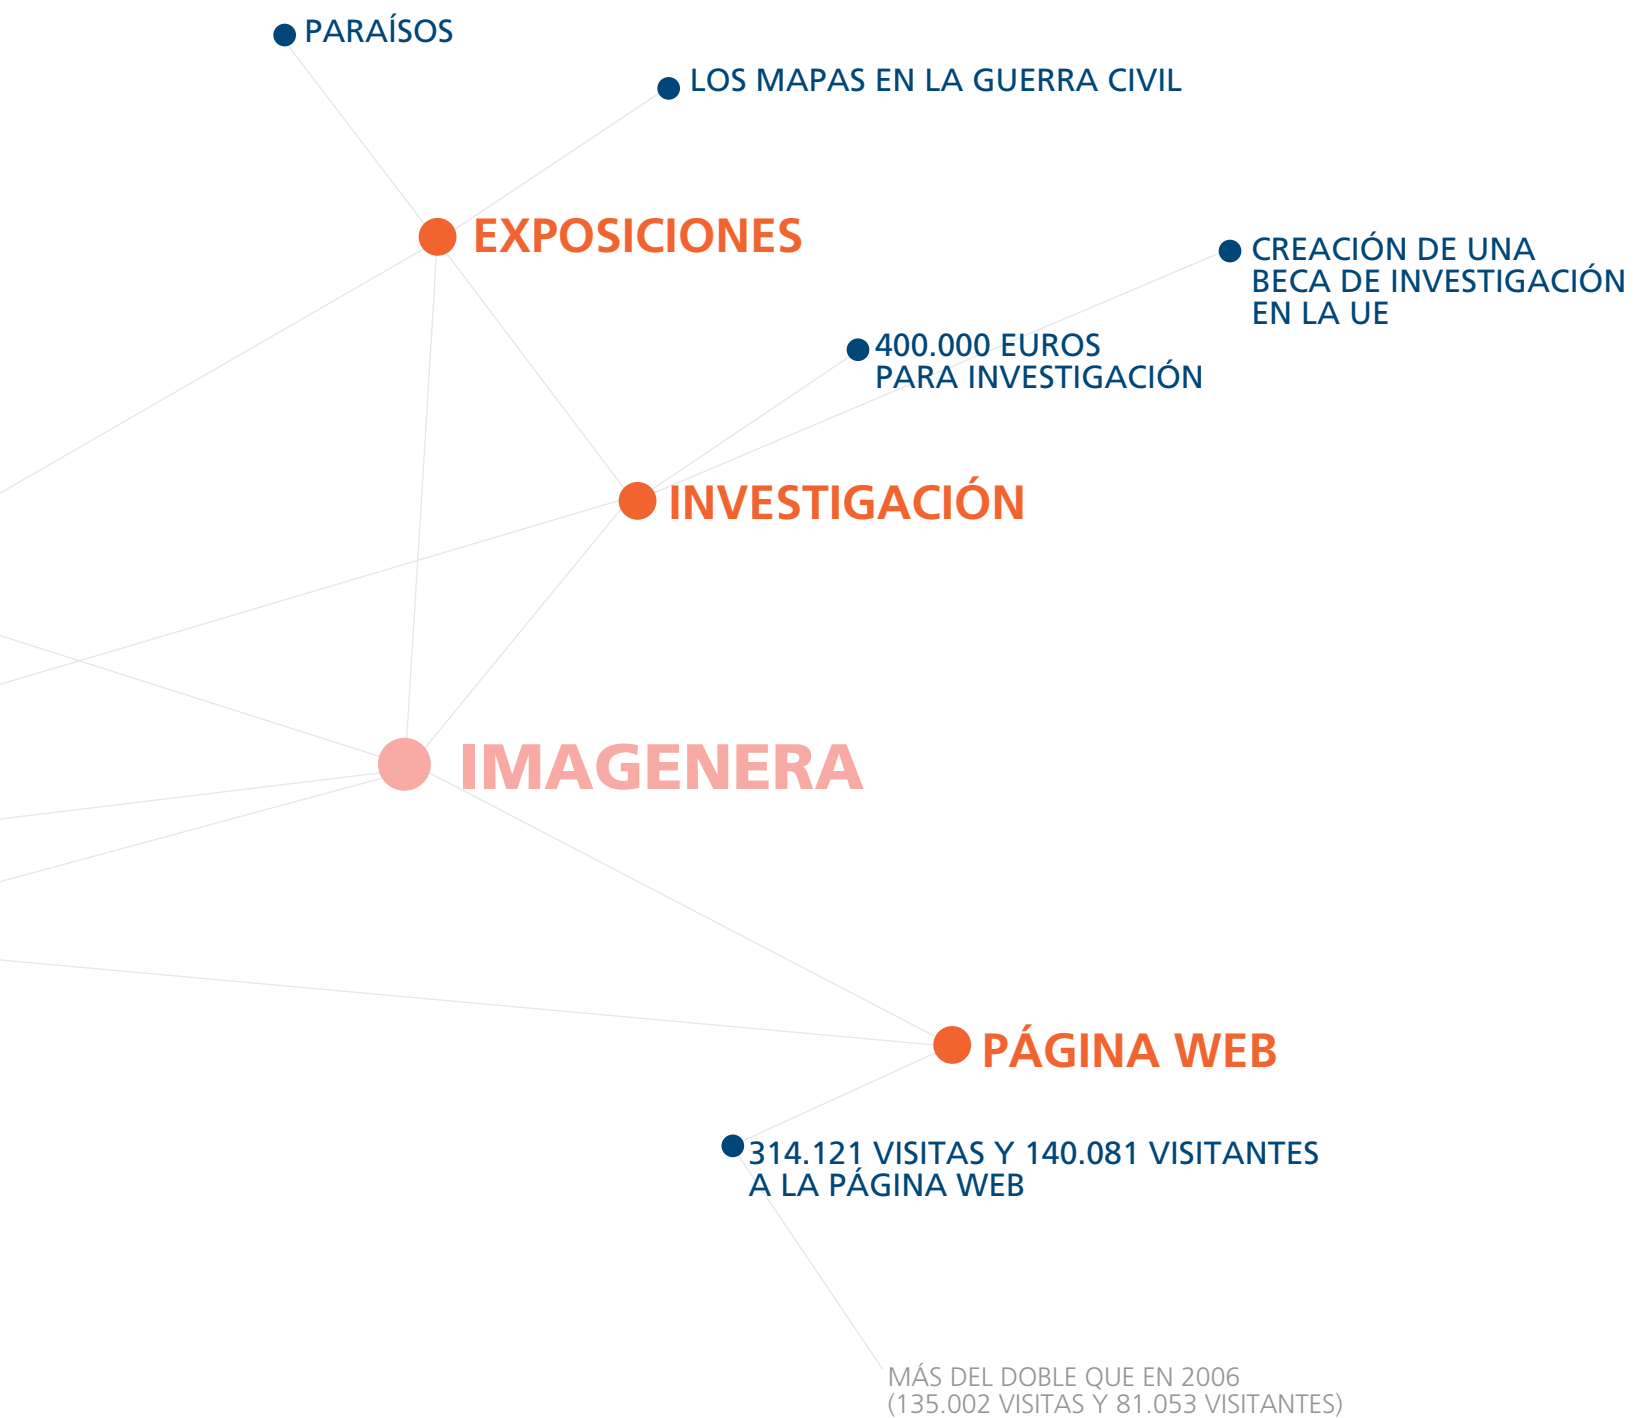 PARAÍSOS
LOS MAPAS EN LA GUERRA CIVIL
EXPOSICIONES
CREACIÓN DE UNA
BECA DE INVESTIGACIÓN
EN LA UE
400.000 EUROS
PARA INVESTIGACIÓN
INVESTIGACIÓN
IMAGENERA
PÁGINA WEB
314.121 VISITAS Y 140.081 VISITANTES
A LA PÁGINA WEB
MÁS DEL DOBLE QUE EN 2006
(135.002 VISITAS Y 81.053 VISITANTES)